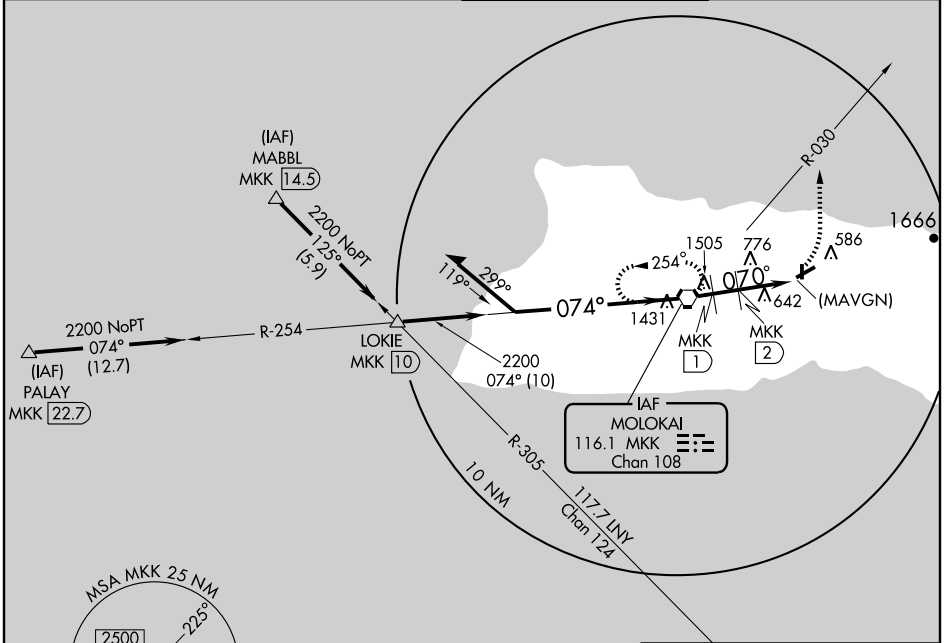 (IAF)
MABBL
MKK 14.5
2200 NoPT
125°
(5.9)
R-030
1666
586
776
1505
254°
299°
119°
074°
070°
1431
642
(MAVGN)
MKK
1
MKK
2
2200 NoPT
074°
(12.7)
R-254
(IAF)
PALAY
MKK 22.7
LOKIE
MKK 10
2200
074° (10)
IAF
MOLOKAI
116.1 MKK
Chan 108
R-305
10 NM
117.7 LNY
Chan 124
MSA MKK 25 NM
225°
2500